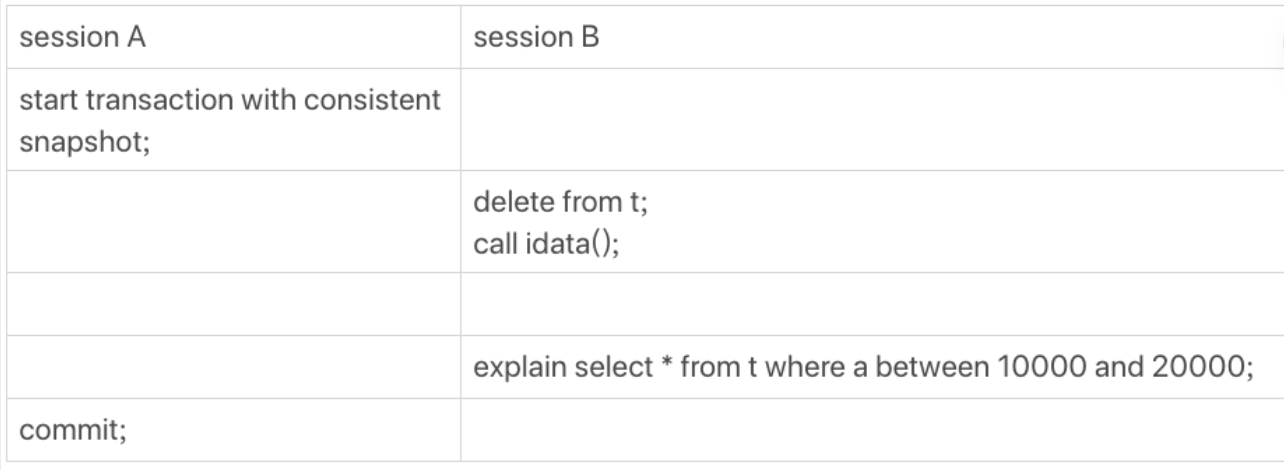 session A
session B
start transaction with consistent
snapshot;
delete from t;
call idata();
explain select * from t where a between 10000 and 20000;
commit;